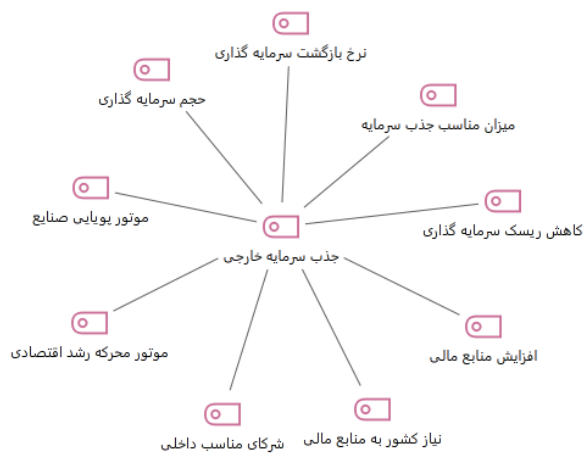 نرخ بازگشت سرمایه گذاری
حجم سرمایه گذاری
میزان مناسب جذب سرمایه
موتور پویایی صنایع
کاهش ریسک سرمایه گذاری
جذب سرمایه خارجی
موتور محرکه رشد اقتصادی
افزایش منابع مالی
شرکای مناسب داخلی
نیاز کشور به منابع مالی